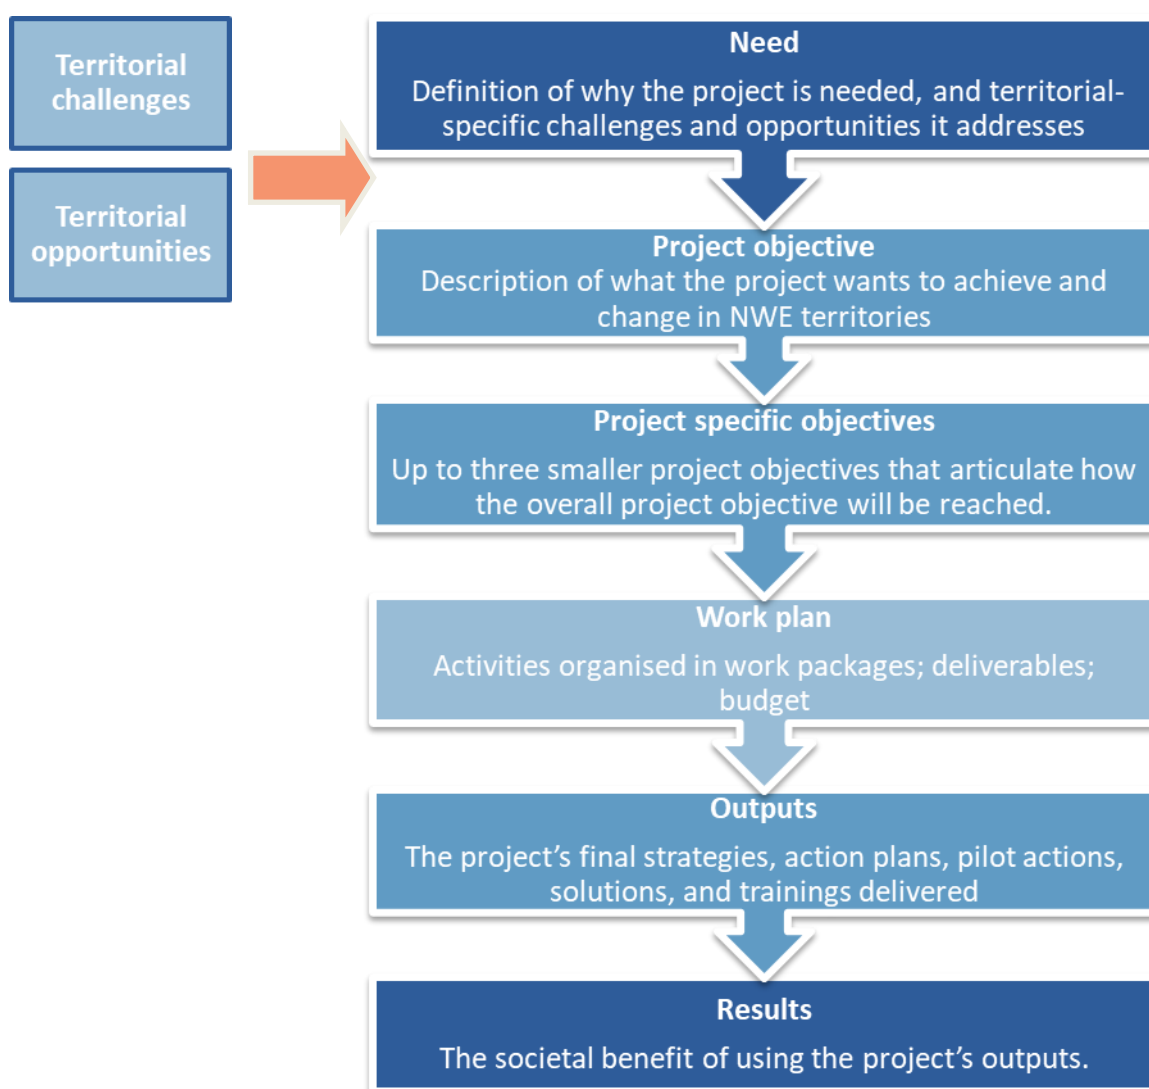 Territorial
challenges
Territorial
opportunities
Need
Definition of why the project is needed, and territorial-
specific challenges and opportunities it addresses
Project objective
Description of what the project wants to achieve and
change in NWE territories
Project specific objectives
Up to three smaller project objectives that articulate how
the overall project objective will be reached.
Work plan
Activities organised in work packages; deliverables;
budget
Outputs
The project’s final strategies, action plans, pilot actions,
solutions, and trainings delivered
Results
The societal benefit of using the project’s outputs.